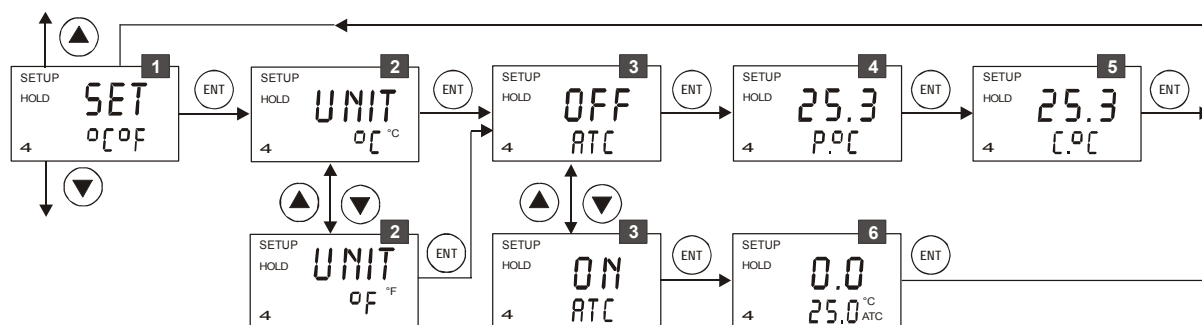 1
SETUP
HOLD
SET
°C°F
4
ENT
2
SETUP
HOLD
UNIT
°C °C
4
ENT
3
SETUP
HOLD
OFF
ATC
4
ENT
4
SETUP
HOLD
25.3
P.°C
4
ENT
5
SETUP
HOLD
25.3
C.°C
4
ENT
2
SETUP
HOLD
UNIT
°F °F
4
ENT
3
SETUP
HOLD
ON
ATC
4
ENT
6
SETUP
HOLD
0.0
25.0 °C
ATC
4
ENT